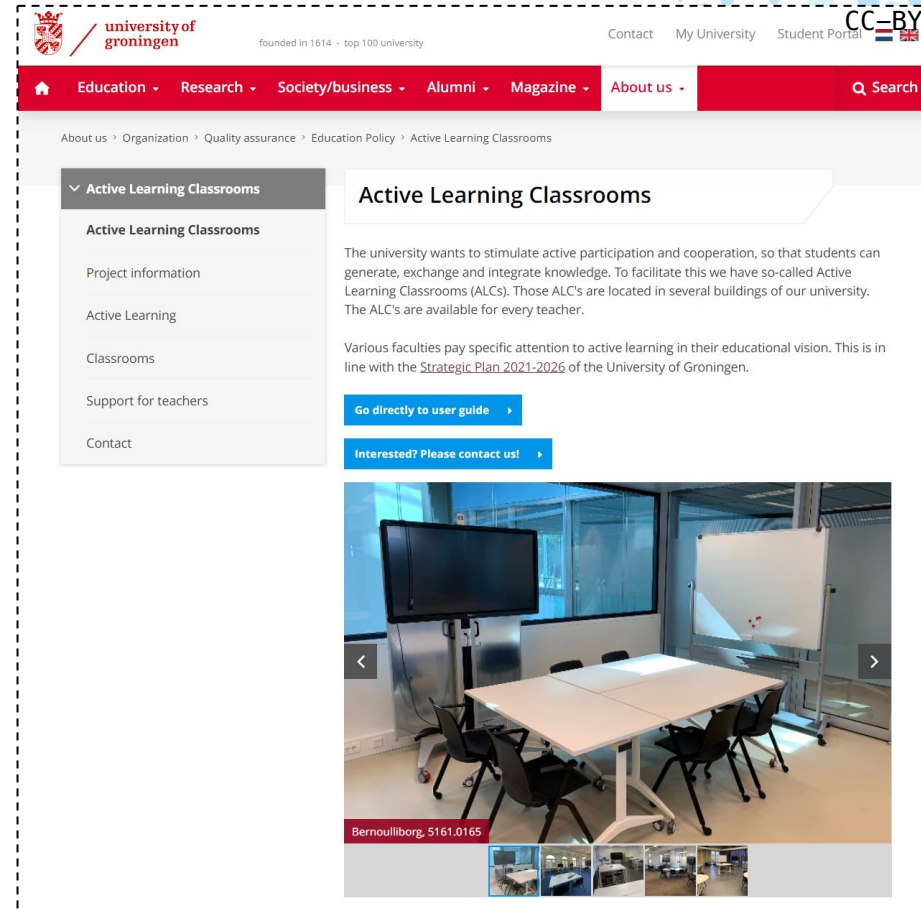 CC-BY
university of
groningen
founded in 1614 - top 100 university
Contact My University Student Portal
Education Research Society/business Alumni Magazine About us Search
About us > Organization > Quality assurance > Education Policy > Active Learning Classrooms
Active Learning Classrooms
Active Learning Classrooms
Project information
Active Learning
Classrooms
Support for teachers
Contact
Active Learning Classrooms
The university wants to stimulate active participation and cooperation, so that students can
generate, exchange and integrate knowledge. To facilitate this we have so-called Active
Learning Classrooms (ALCs). Those ALC's are located in several buildings of our university.
The ALC's are available for every teacher.
Various faculties pay specific attention to active learning in their educational vision. This is in
line with the Strategic Plan 2021-2026 of the University of Groningen.
Go directly to user guide
Interested? Please contact us!
Bernoulliborg, 5161.0165